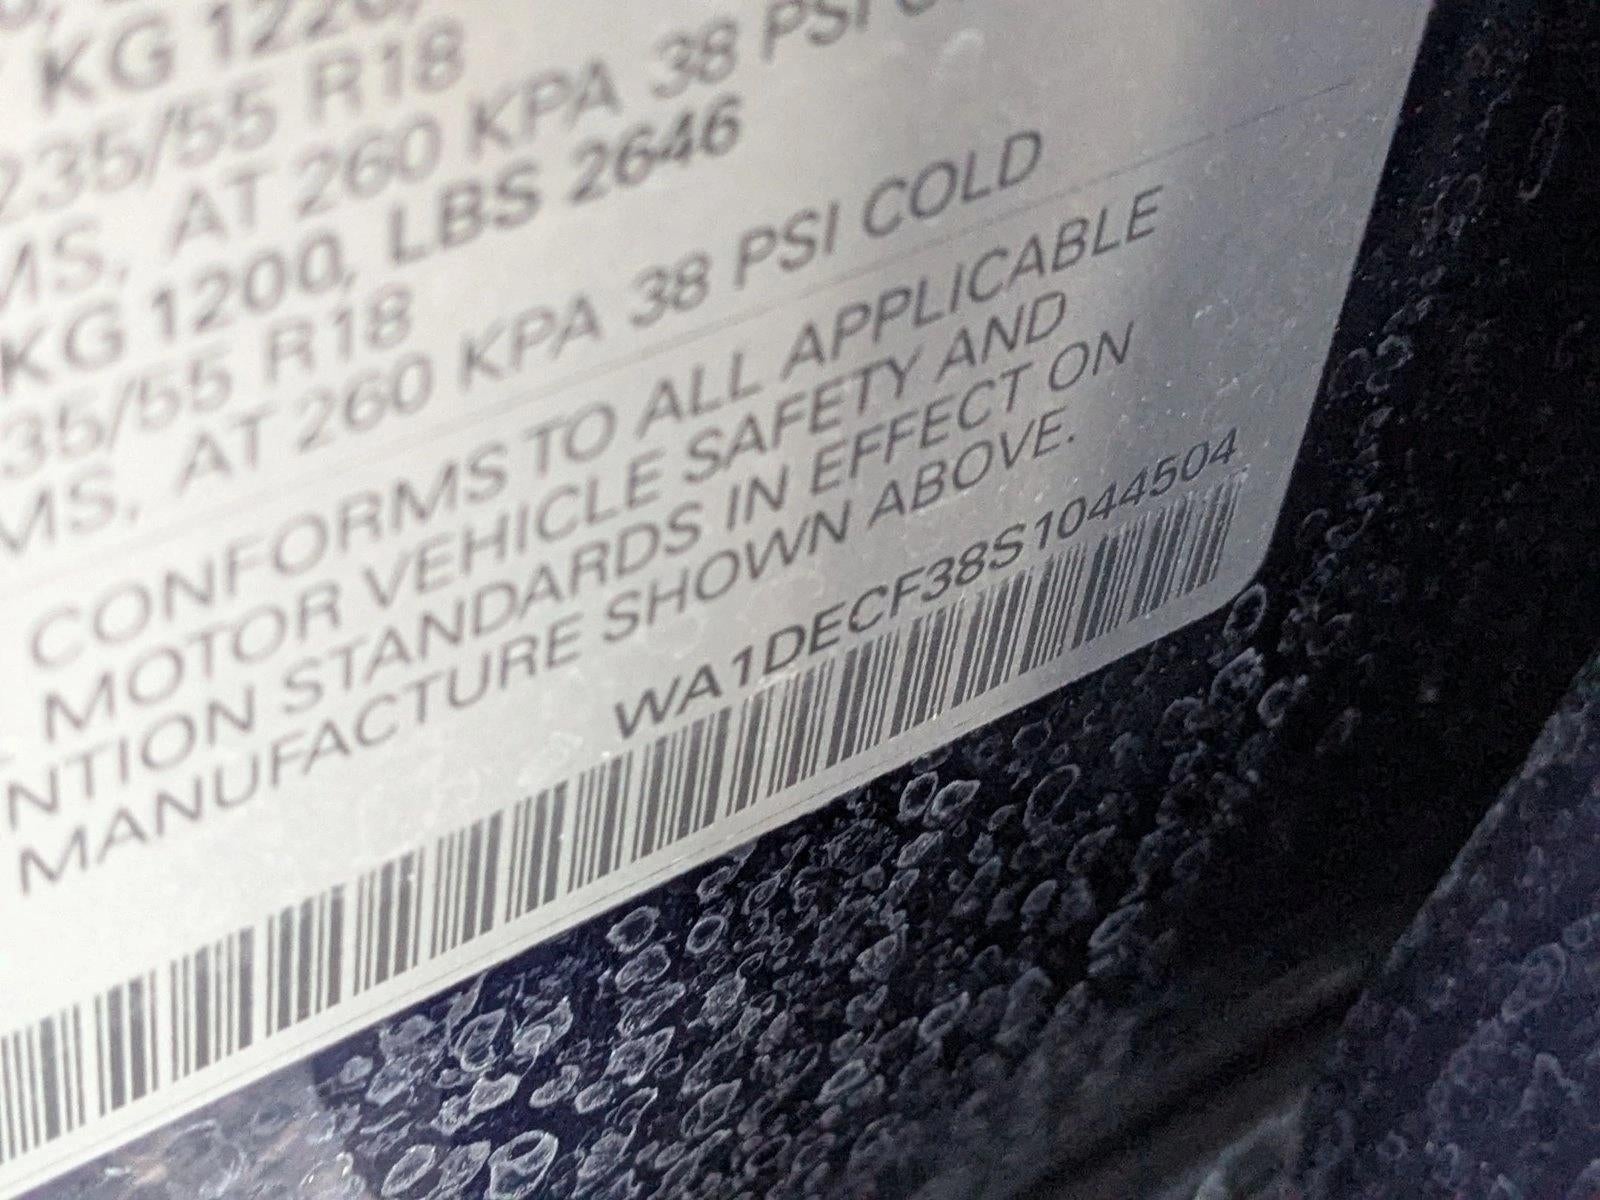 KG 1220,
235/55 R18
MS, AT 260 KPA 38 PSI
KG 1200, LBS 2646
35/55 R18
MS, AT 260 KPA 38 PSI COLD
CONFORMS TO ALL APPLICABLE
MOTOR VEHICLE SAFETY AND
NTION STANDARDS IN EFFECT ON
MANUFACTURE SHOWN ABOVE.
WA1DECF38S1044504